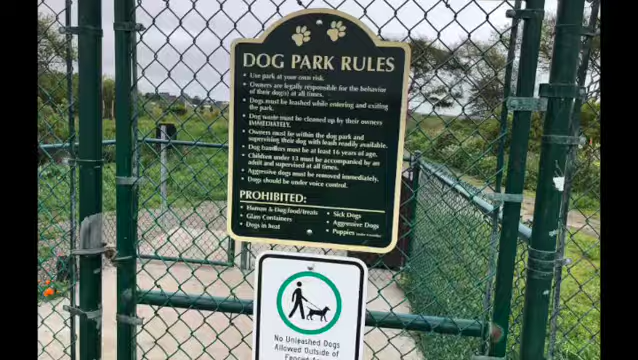 DOG PARK RULES
• Use park at your own risk.
• Owners are legally responsible for the behavior
of their dog(s) at all times.
• Dogs must be leashed while entering and exiting
the park.
• Dog waste must be cleaned up by their owners
IMMEDIATELY.
• Owners must be within the dog park and
supervising their dog with leash readily available.
• Dog handlers must be at least 16 years of age.
• Children under 13 must be accompanied by an
adult and supervised at all times.
• Aggressive dogs must be removed immediately.
• Dogs should be under voice control.
PROHIBITED:
• Human & Dog food/treats
• Glass Containers
• Dogs in heat
• Sick Dogs
• Aggressive Dogs
• Puppies
No Unleashed Dogs
Allowed Outside of
Fenced